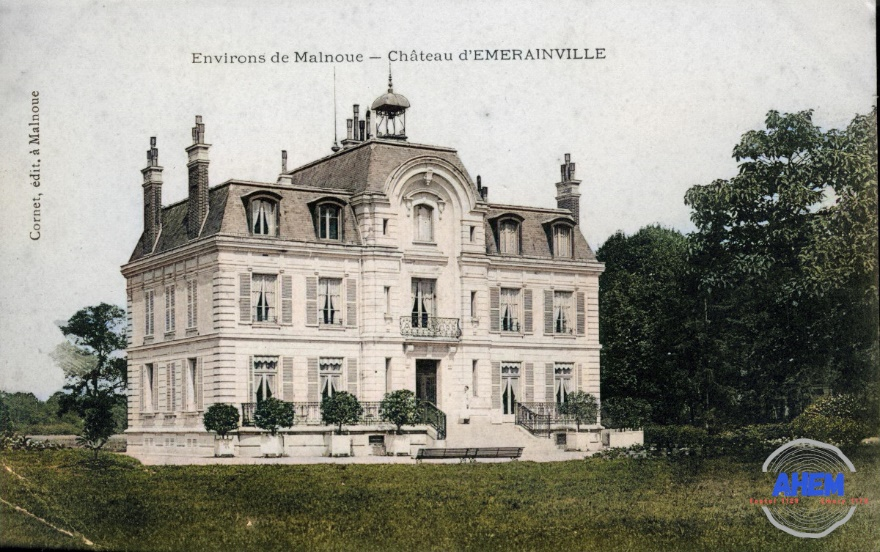 Environs de Malnoue — Château d'EMERAINVILLE
Cornet, édit. à Malnoue
AHEM